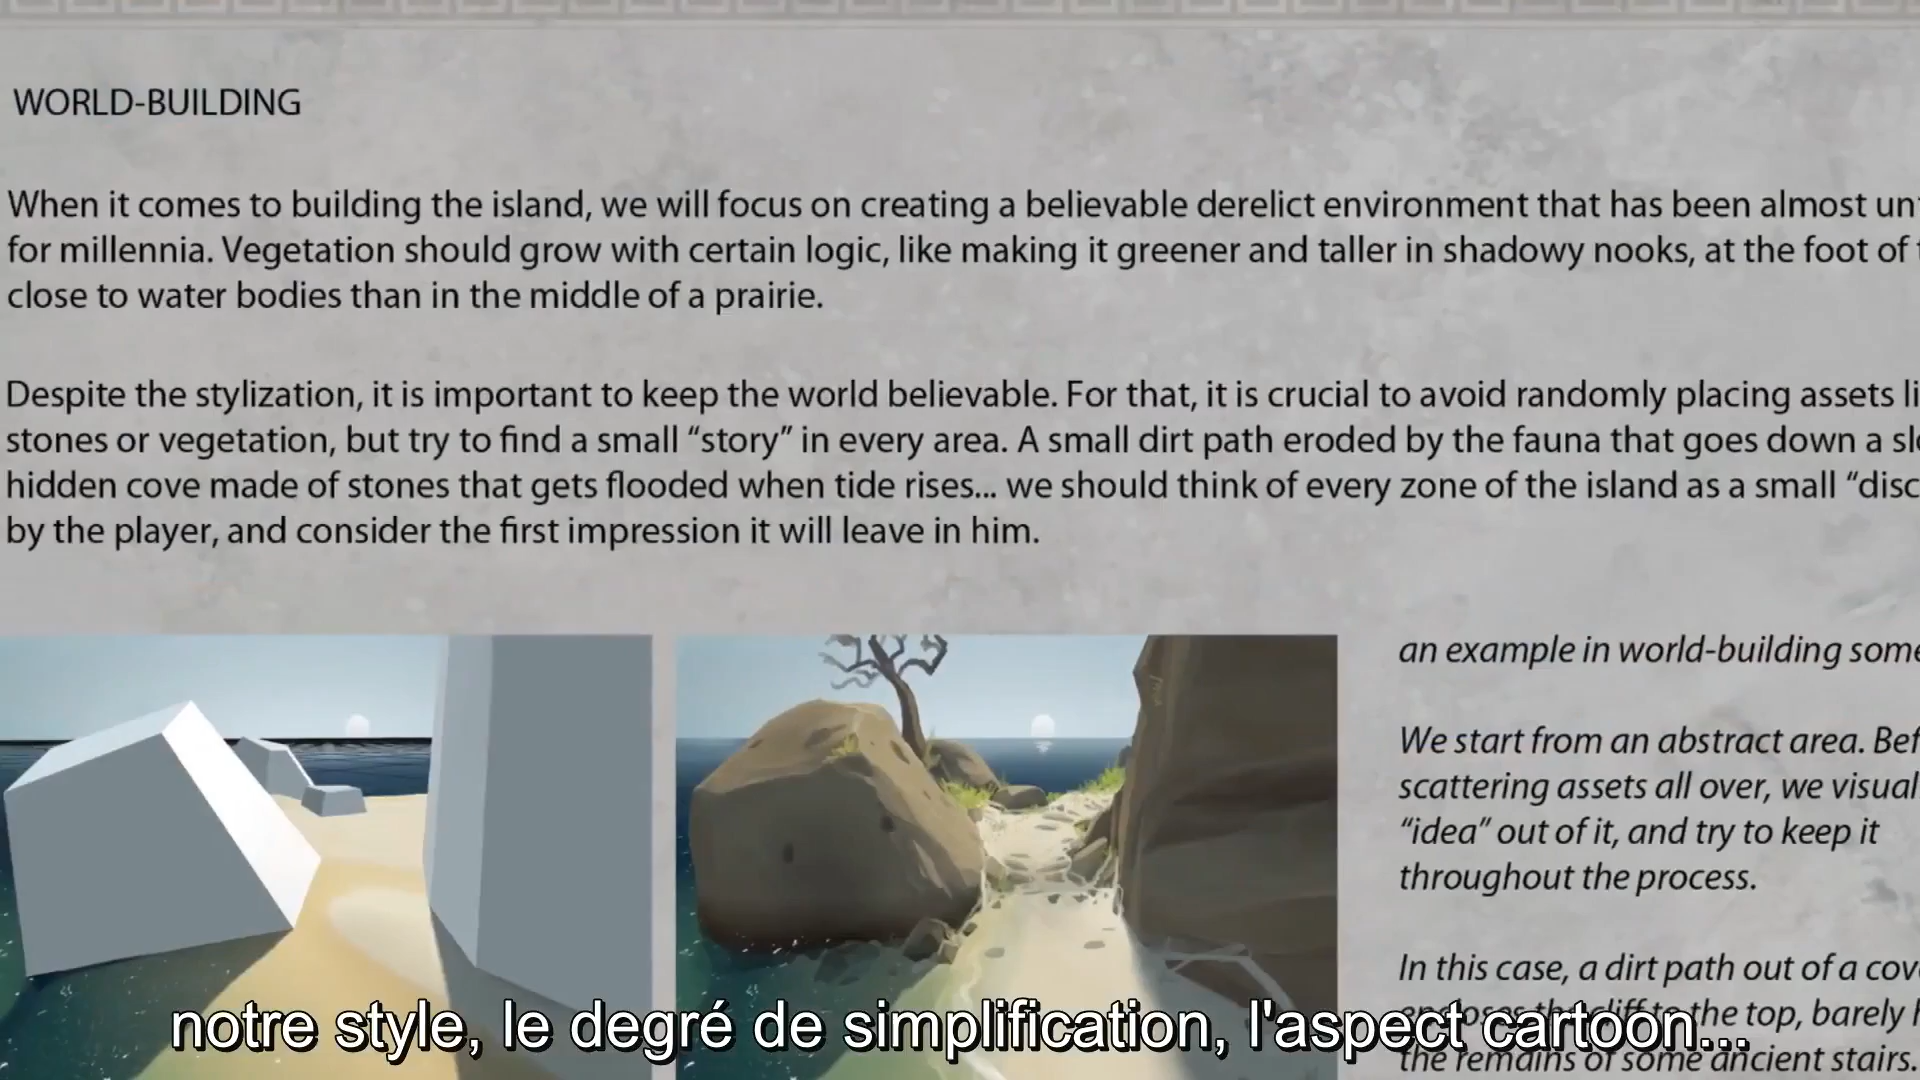 WORLD-BUILDING
When it comes to building the island, we will focus on creating a believable derelict environment that has been almost
for millennia. Vegetation should grow with certain logic, like making it greener and taller in shadowy nooks, at the foot of
close to water bodies than in the middle of a prairie.
Despite the stylization, it is important to keep the world believable. For that, it is crucial to avoid randomly placing assets
stones or vegetation, but try to find a small “story” in every area. A small dirt path eroded by the fauna that goes down a
hidden cove made of stones that gets flooded when tide rises... we should think of every zone of the island as a small
by the player, and consider the first impression it will leave in him.
an example in world-building
We start from an abstract area.
scattering assets all over, we
“idea” out of it, and try to keep it
throughout the process.
In this case, a dirt path out of a
the cliff to the top, barely
the remains of some ancient stairs.
notre style, le degré de simplification, l'aspect cartoon...